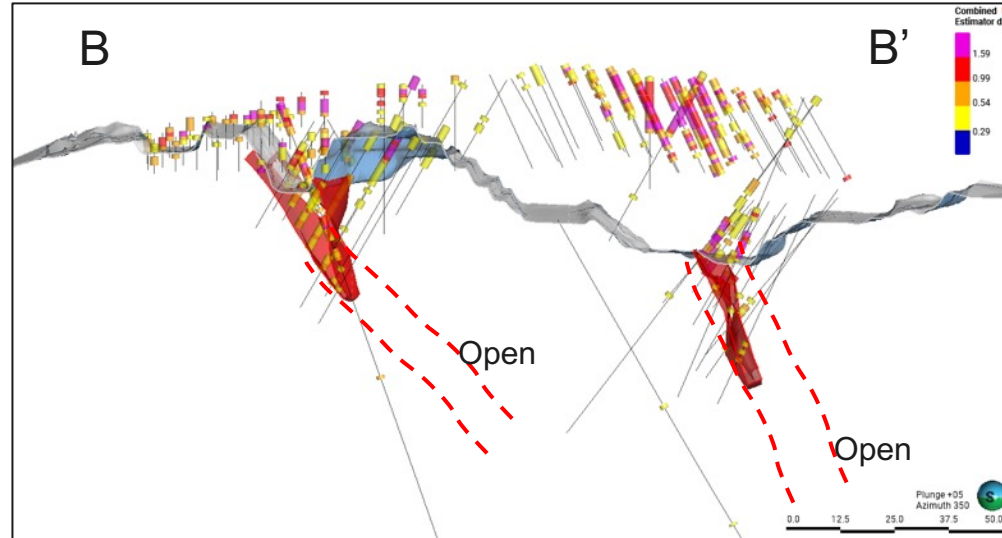 B
B’
Combined
Estimator d
1.59
0.99
0.54
0.29
Open
Open
Plunge +05
Azimuth 350
S
0.0 12.5 25.0 37.5 50.0